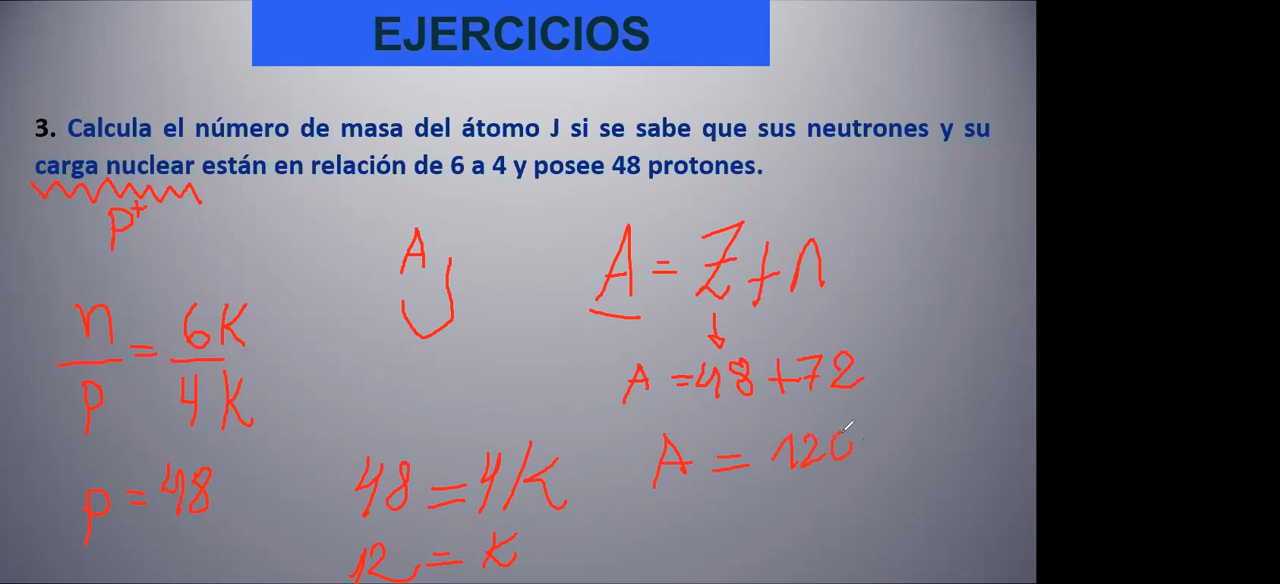 EJERCICIOS
3. Calcula el número de masa del átomo J si se sabe que sus neutrones y su
carga nuclear están en relación de 6 a 4 y posee 48 protones.
P+
A
J
A = Z + n
n/p = 6K/4K
A = 48 + 72
A = 120
p = 48
48 = 4K
12 = K